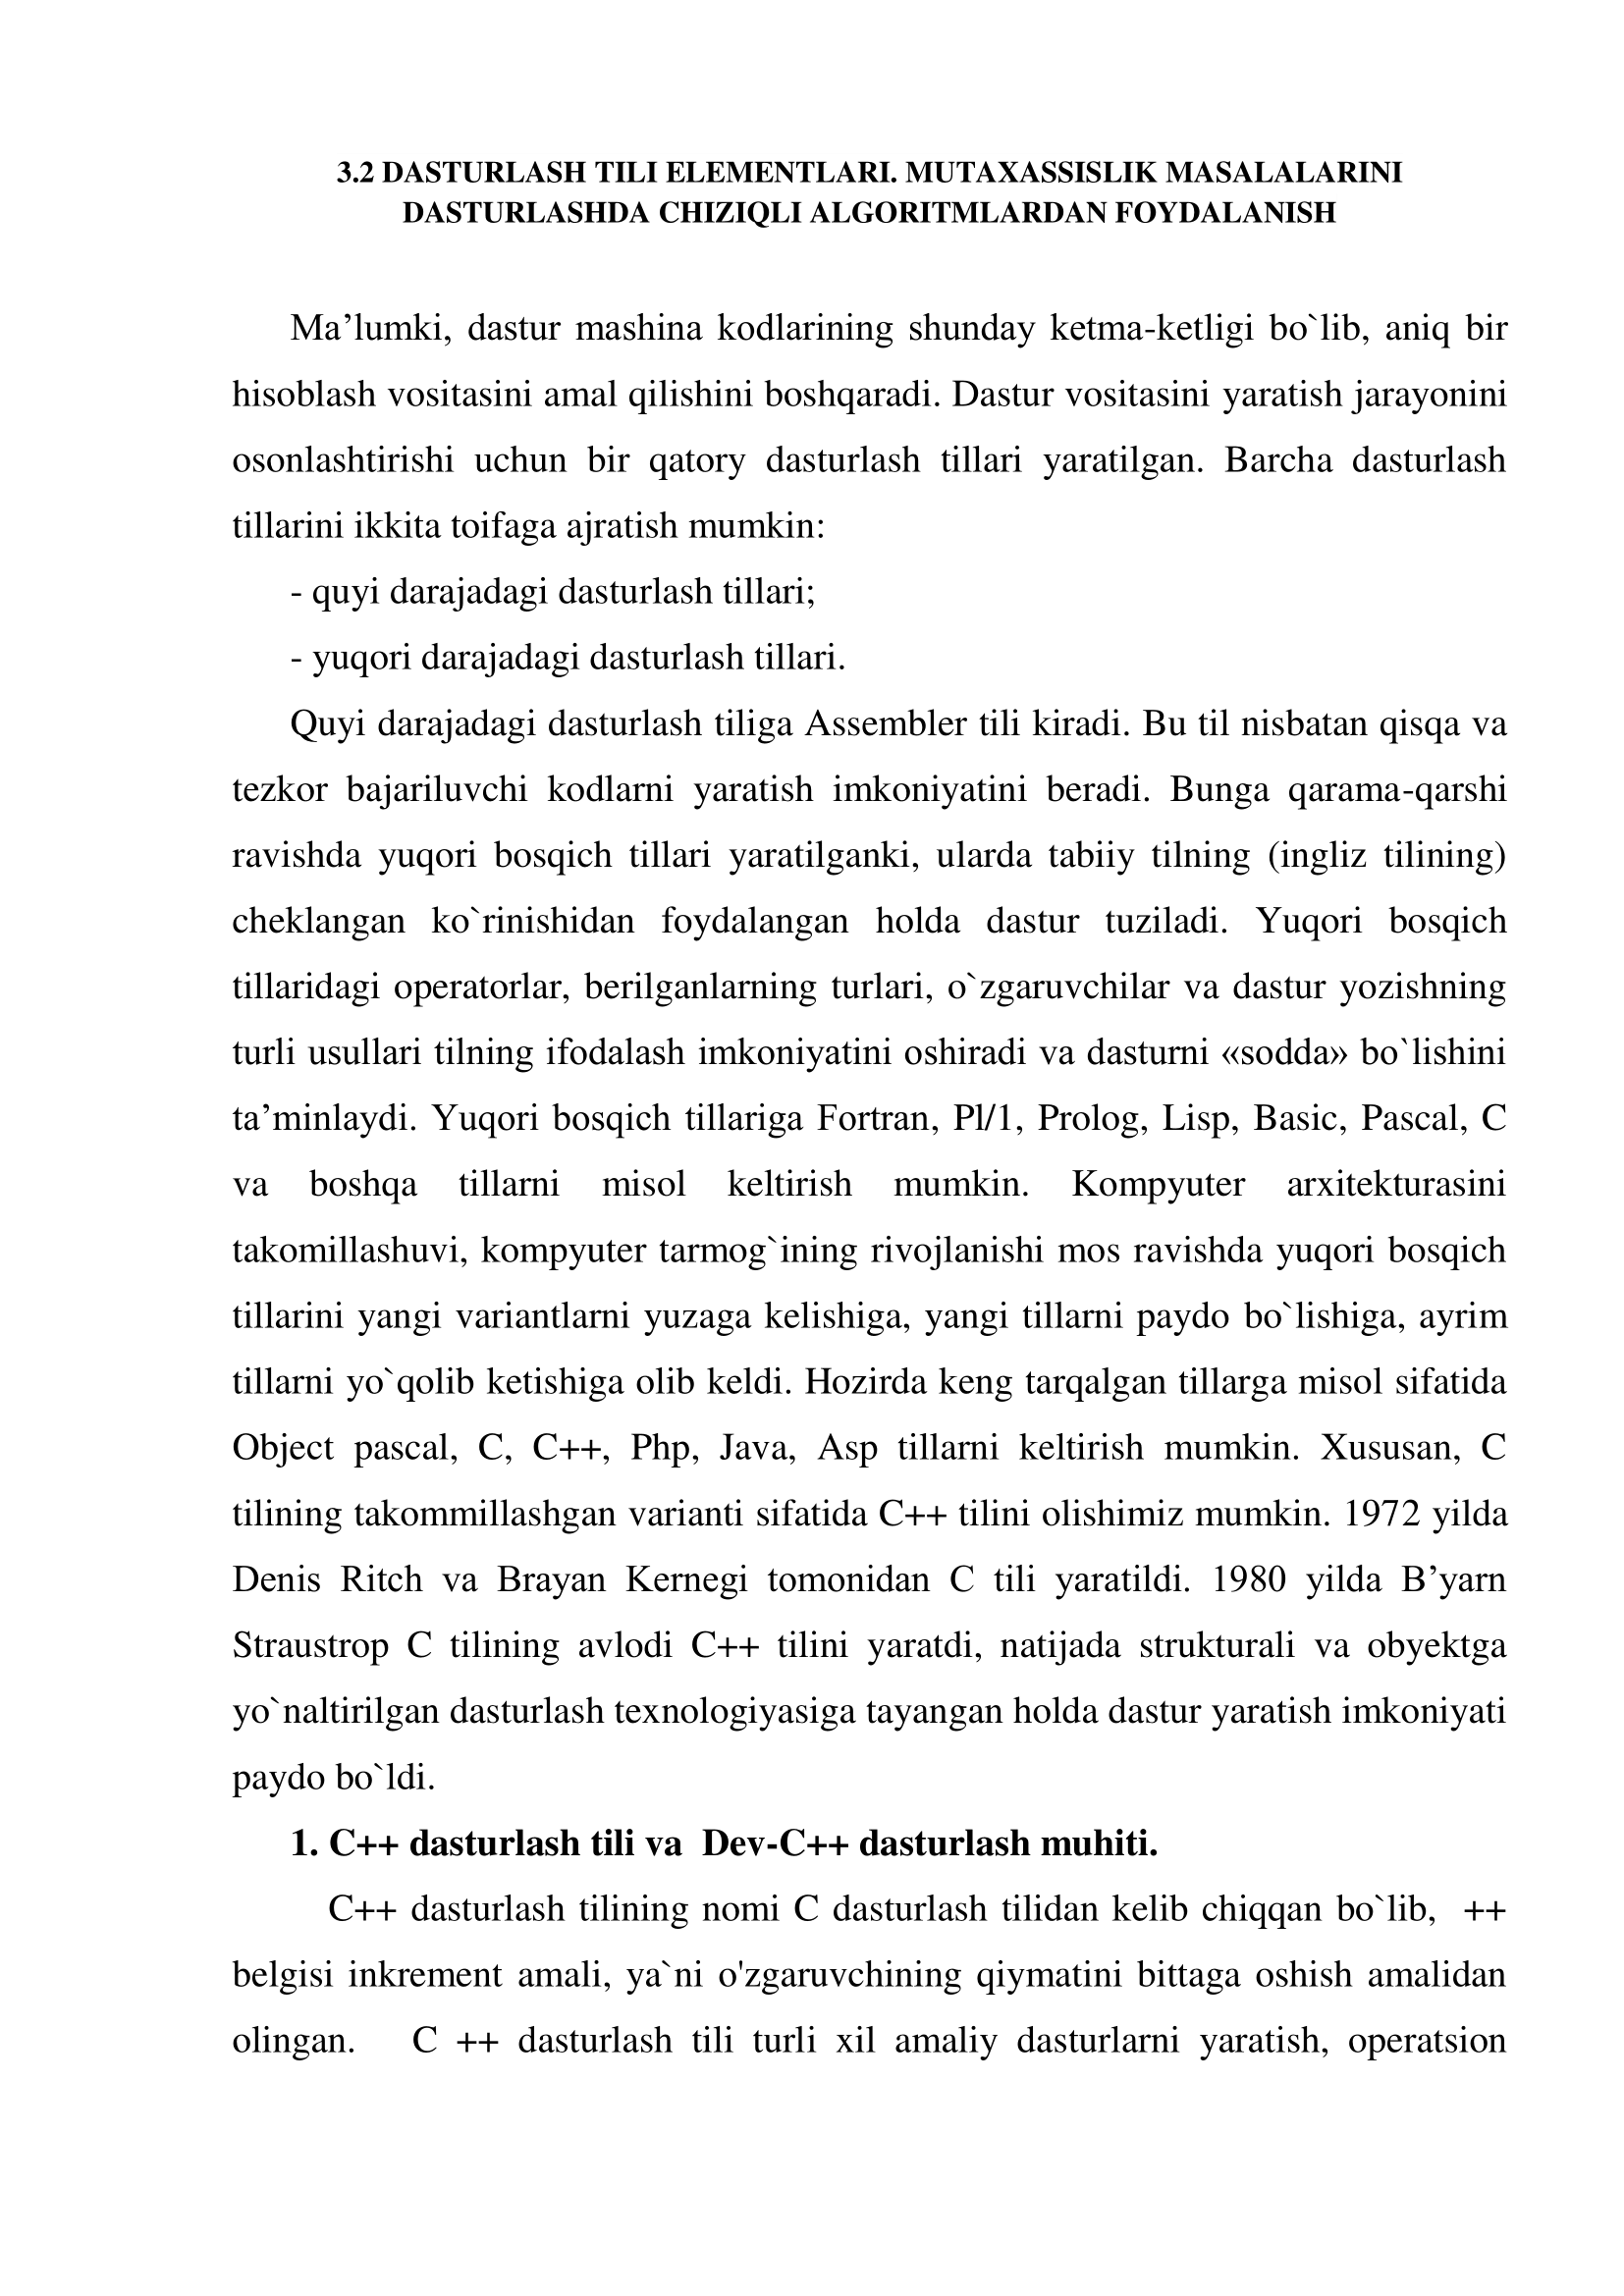 3.2 DASTURLASH TILI ELEMENTLARI. MUTAXASSISLIK MASALALARINI
DASTURLASHDA CHIZIQLI ALGORITMLARDAN FOYDALANISH
Ma’lumki, dastur mashina kodlarining shunday ketma-ketligi bo`lib, aniq bir
hisoblash vositasini amal qilishini boshqaradi. Dastur vositasini yaratish jarayonini
osonlashtirishi uchun bir qatory dasturlash tillari yaratilgan. Barcha dasturlash
tillarini ikkita toifaga ajratish mumkin:
- quyi darajadagi dasturlash tillari;
- yuqori darajadagi dasturlash tillari.
Quyi darajadagi dasturlash tiliga Assembler tili kiradi. Bu til nisbatan qisqa va
tezkor bajariluvchi kodlarni yaratish imkoniyatini beradi. Bunga qarama-qarshi
ravishda yuqori bosqich tillari yaratilganki, ularda tabiiy tilning (ingliz tilining)
cheklangan ko`rinishidan foydalangan holda dastur tuziladi. Yuqori bosqich
tillaridagi operatorlar, berilganlarning turlari, o`zgaruvchilar va dastur yozishning
turli usullari tilning ifodalash imkoniyatini oshiradi va dasturni «sodda» bo`lishini
ta’minlaydi. Yuqori bosqich tillariga Fortran, Pl/1, Prolog, Lisp, Basic, Pascal, C
va boshqa tillarni misol keltirish mumkin. Kompyuter arxitekturasini
takomillashuvi, kompyuter tarmog`ining rivojlanishi mos ravishda yuqori bosqich
tillarini yangi variantlarni yuzaga kelishiga, yangi tillarni paydo bo`lishiga, ayrim
tillarni yo`qolib ketishiga olib keldi. Hozirda keng tarqalgan tillarga misol sifatida
Object pascal, C, C++, Php, Java, Asp tillarni keltirish mumkin. Xususan, C
tilining takommillashgan varianti sifatida C++ tilini olishimiz mumkin. 1972 yilda
Denis Ritch va Brayan Kernegi tomonidan C tili yaratildi. 1980 yilda B’yarn
Straustrop C tilining avlodi C++ tilini yaratdi, natijada strukturali va obyektga
yo`naltirilgan dasturlash texnologiyasiga tayangan holda dastur yaratish imkoniyati
paydo bo`ldi.
1. C++ dasturlash tili va  Dev-C++ dasturlash muhiti.
C++ dasturlash tilining nomi C dasturlash tilidan kelib chiqqan bo`lib,  ++
belgisi inkrement amali, ya`ni o'zgaruvchining qiymatini bittaga oshish amalidan
olingan.   C ++ dasturlash tili turli xil amaliy dasturlarni yaratish, operatsion